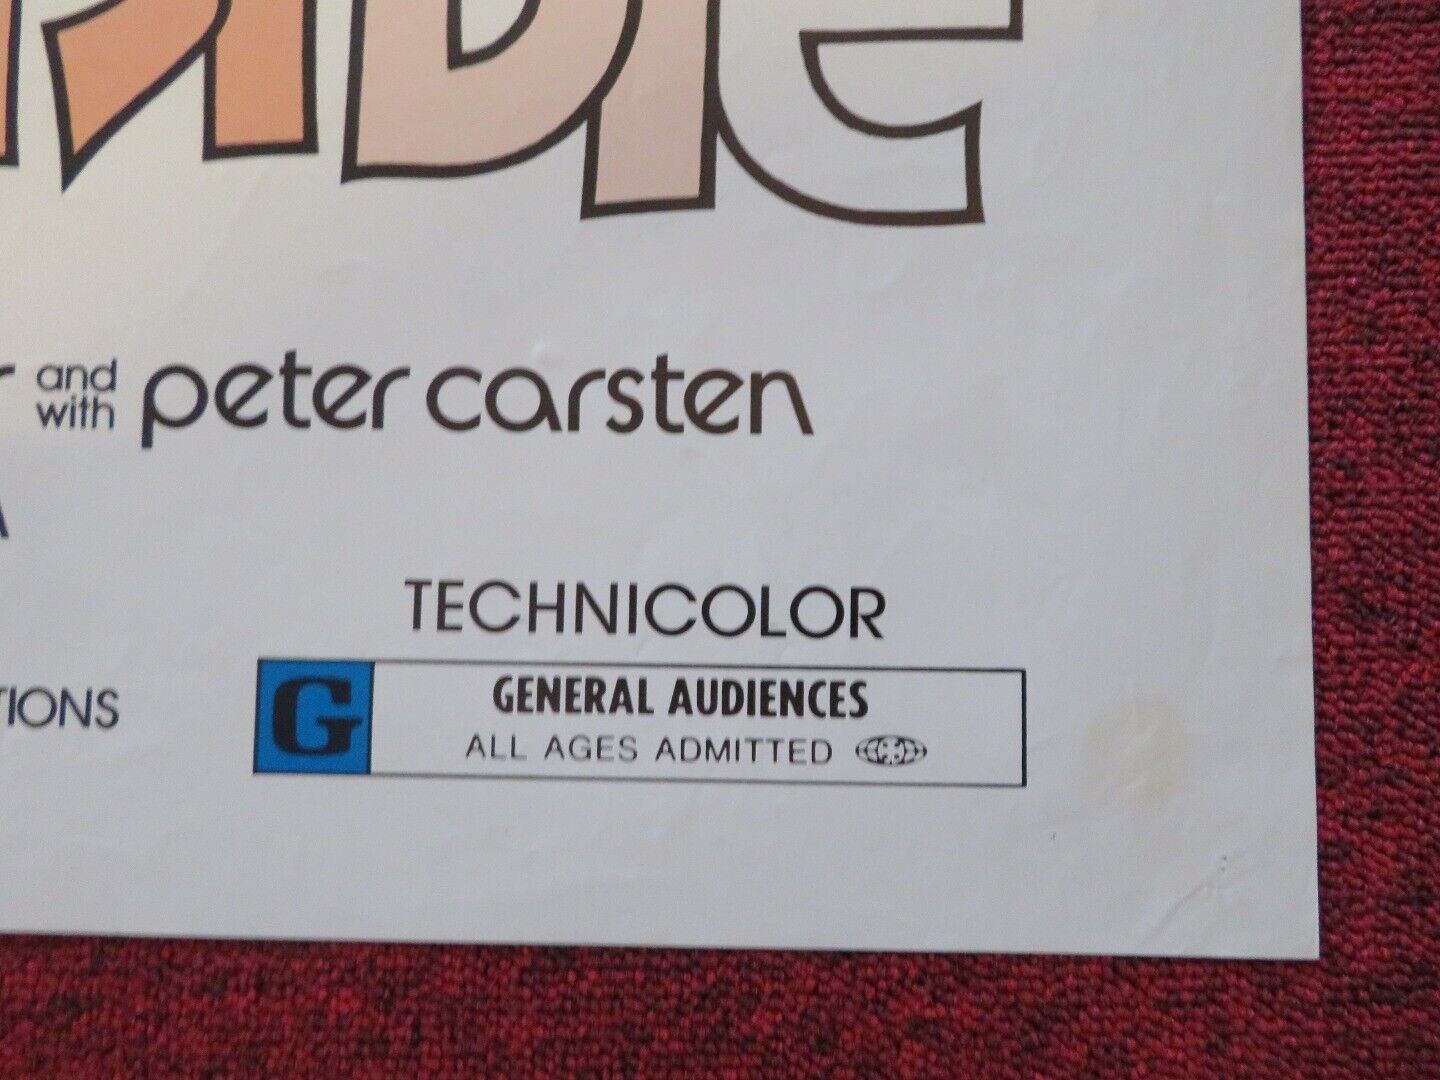 and
with peter carsten
TECHNICOLOR
TIONS
G GENERAL AUDIENCES
ALL AGES ADMITTED